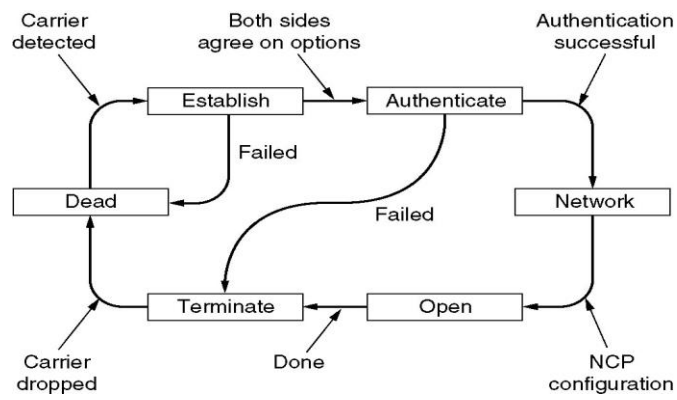 Carrier
detected
Both sides
agree on options
Authentication
successful
Establish
Authenticate
Failed
Dead
Failed
Network
Terminate
Open
Carrier
dropped
Done
NCP
configuration